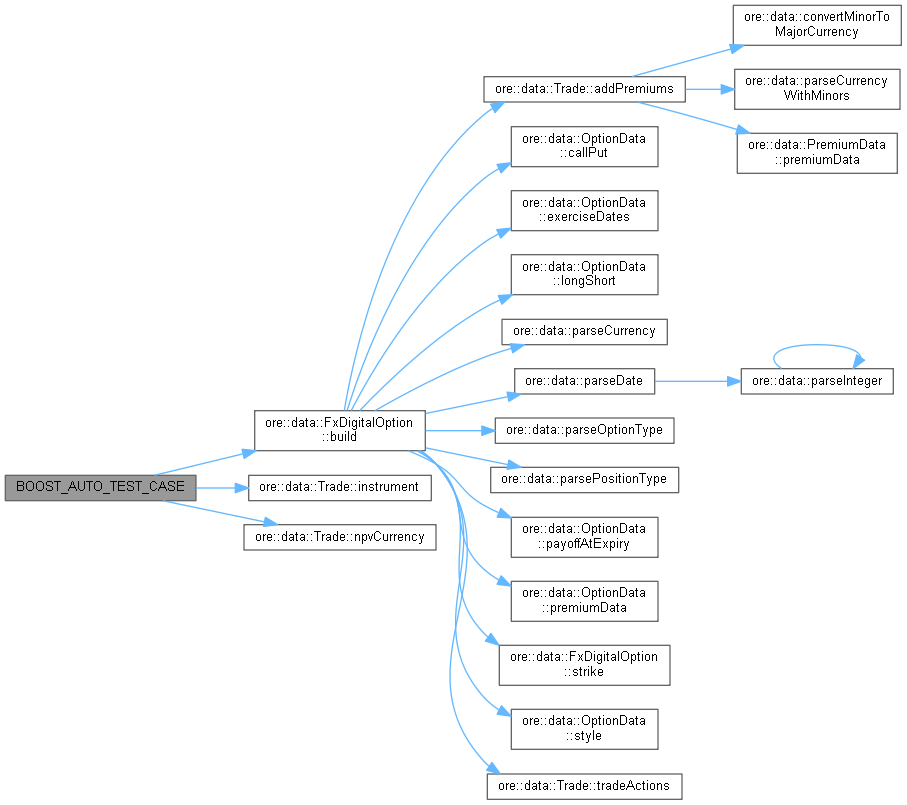 ore::data::convertMinorTo
MajorCurrency
ore::data::Trade::addPremiums
ore::data::parseCurrency
WithMinors
ore::data::OptionData
::callPut
ore::data::PremiumData
::premiumData
ore::data::OptionData
::exerciseDates
ore::data::OptionData
::longShort
ore::data::parseCurrency
ore::data::parseDate
ore::data::parseInteger
ore::data::FxDigitalOption
::build
ore::data::parseOptionType
ore::data::parsePositionType
BOOST_AUTO_TEST_CASE
ore::data::Trade::instrument
ore::data::Trade::npvCurrency
ore::data::OptionData
::payoffAtExpiry
ore::data::OptionData
::premiumData
ore::data::FxDigitalOption
::strike
ore::data::OptionData
::style
ore::data::Trade::tradeActions